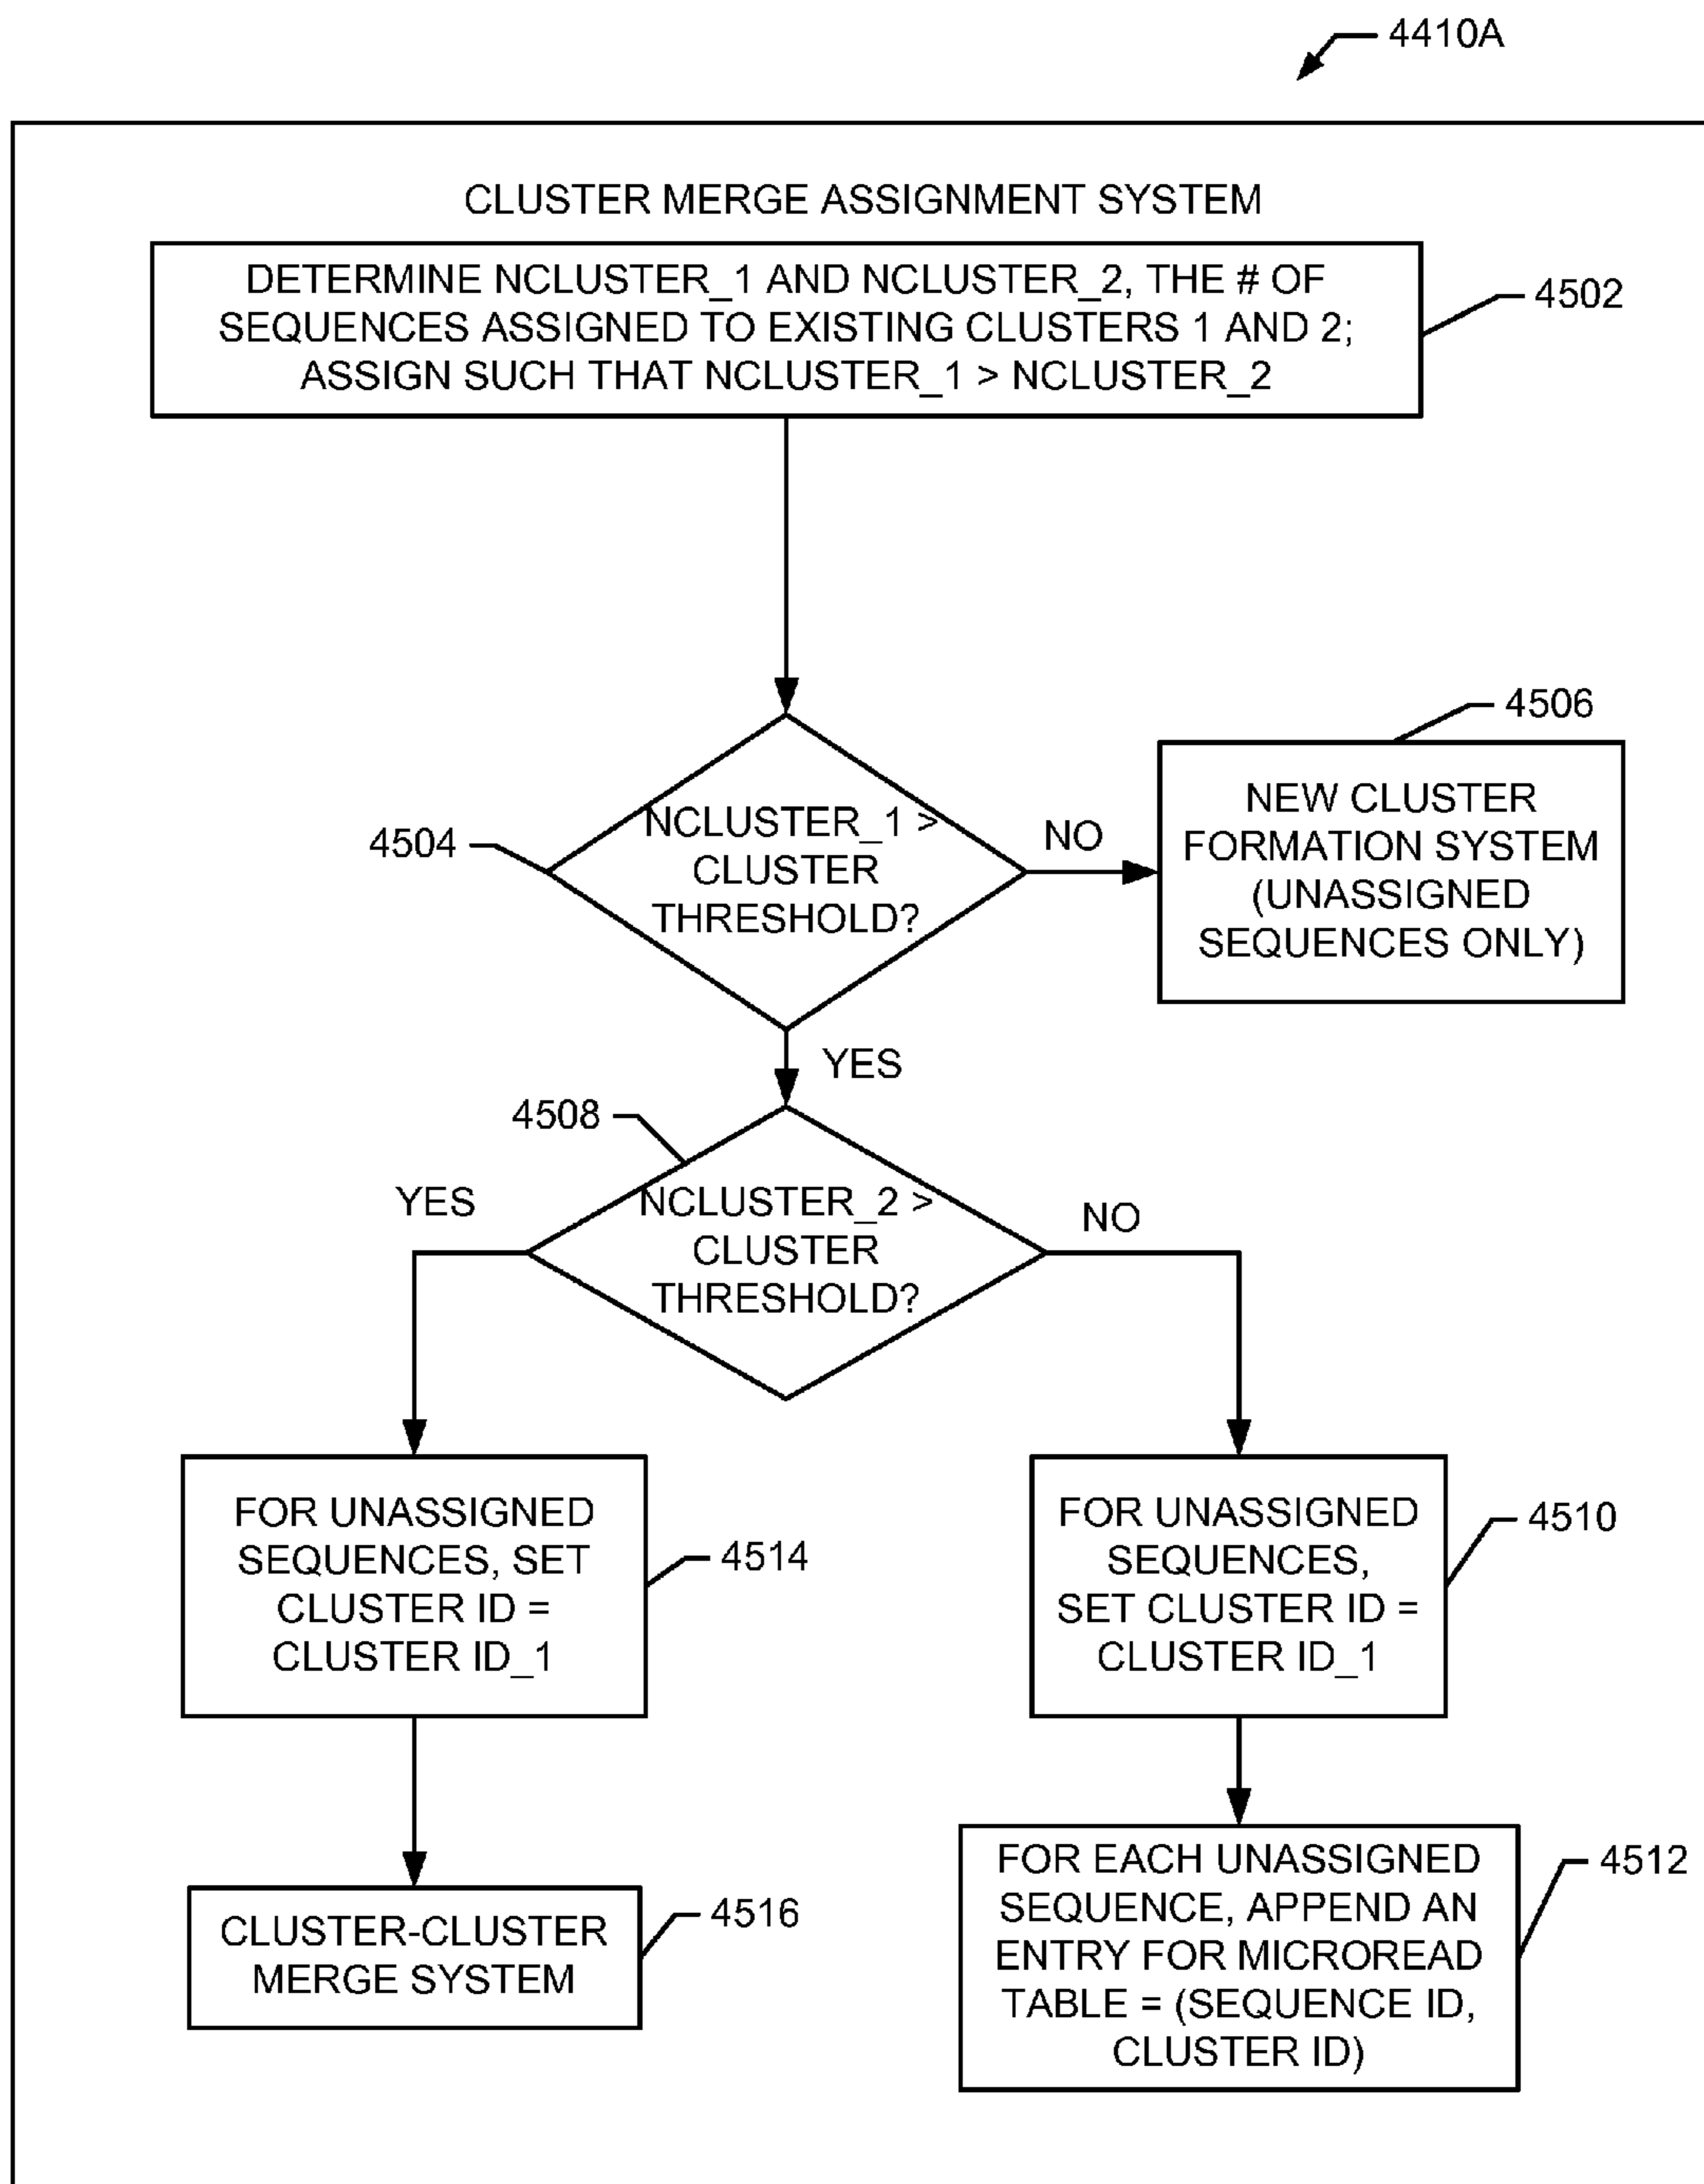 4410A
CLUSTER MERGE ASSIGNMENT SYSTEM
DETERMINE NCLUSTER_1 AND NCLUSTER_2, THE # OF
SEQUENCES ASSIGNED TO EXISTING CLUSTERS 1 AND 2;
ASSIGN SUCH THAT NCLUSTER_1 > NCLUSTER_2
4502
4504
NCLUSTER_1 >
CLUSTER
THRESHOLD?
NO
4506
NEW CLUSTER
FORMATION SYSTEM
(UNASSIGNED
SEQUENCES ONLY)
YES
4508
NCLUSTER_2 >
CLUSTER
THRESHOLD?
YES
NO
FOR UNASSIGNED
SEQUENCES, SET
CLUSTER ID =
CLUSTER ID_1
4514
FOR UNASSIGNED
SEQUENCES,
SET CLUSTER ID =
CLUSTER ID_1
4510
CLUSTER-CLUSTER
MERGE SYSTEM
4516
FOR EACH UNASSIGNED
SEQUENCE, APPEND AN
ENTRY FOR MICROREAD
TABLE = (SEQUENCE ID,
CLUSTER ID)
4512